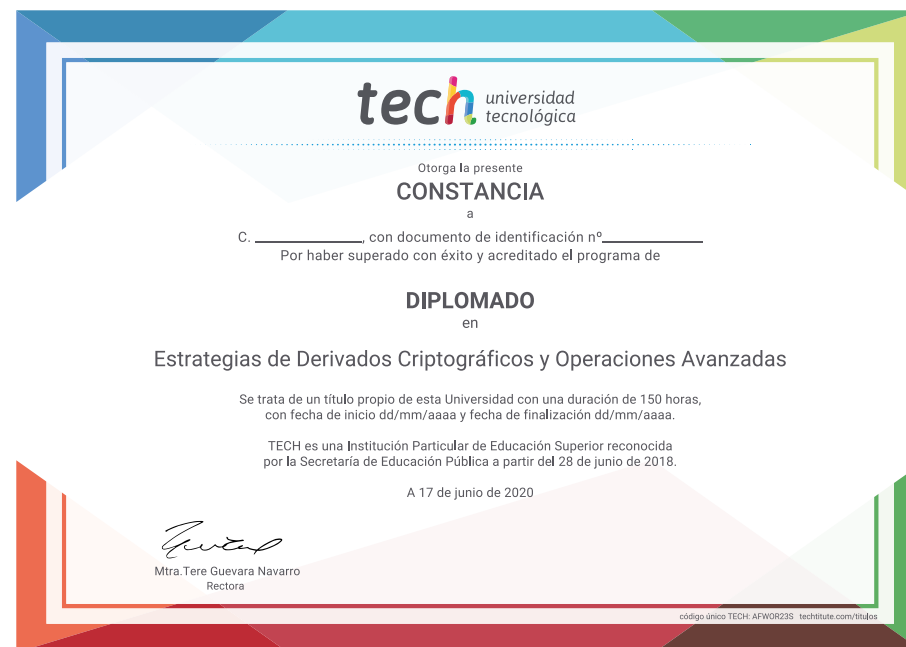 tech universidad
tecnológica
Otorga la presente
CONSTANCIA
a
C. ____________, con documento de identificación nº____________
Por haber superado con éxito y acreditado el programa de
DIPLOMADO
en
Estrategias de Derivados Criptográficos y Operaciones Avanzadas
Se trata de un título propio de esta Universidad con una duración de 150 horas,
con fecha de inicio dd/mm/aaaa y fecha de finalización dd/mm/aaaa.
TECH es una Institución Particular de Educación Superior reconocida
por la Secretaría de Educación Pública a partir del 28 de junio de 2018.
A 17 de junio de 2020
Mtra.Tere Guevara Navarro
Rectora
código único TECH: AFWOR23S techtitute.com/titulos